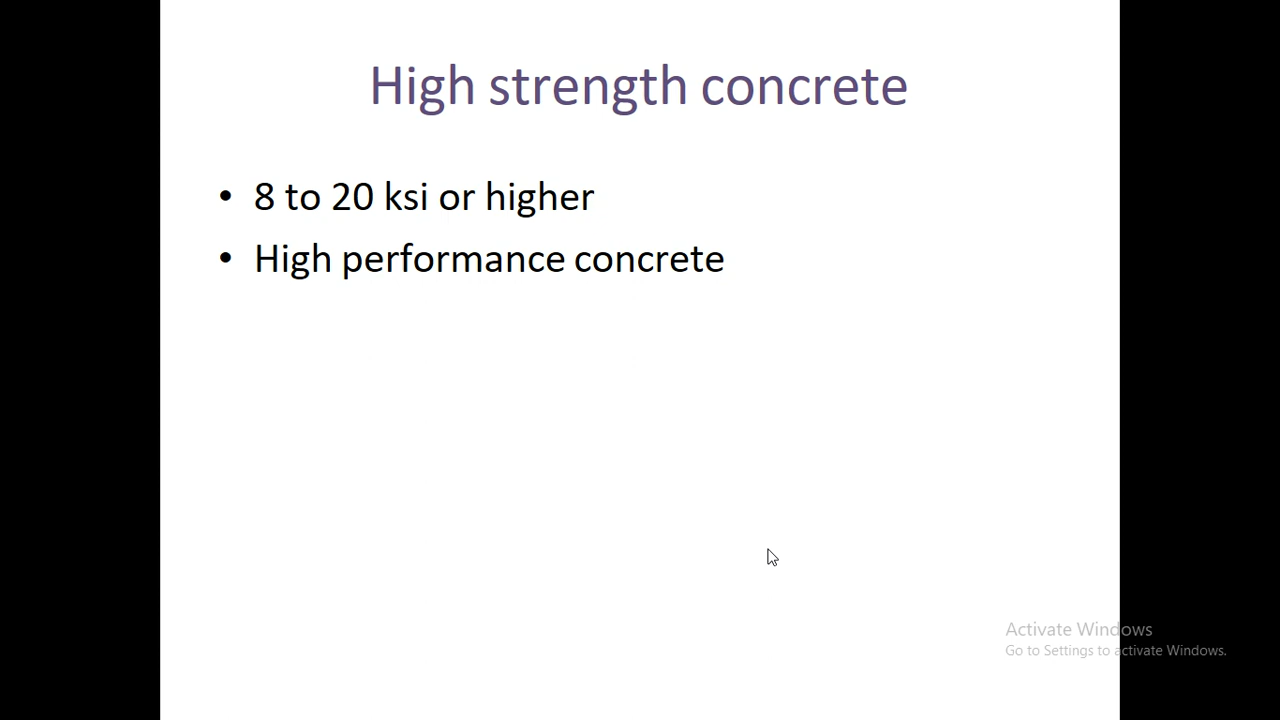 High strength concrete
• 8 to 20 ksi or higher
• High performance concrete
Activate Windows
Go to Settings to activate Windows.